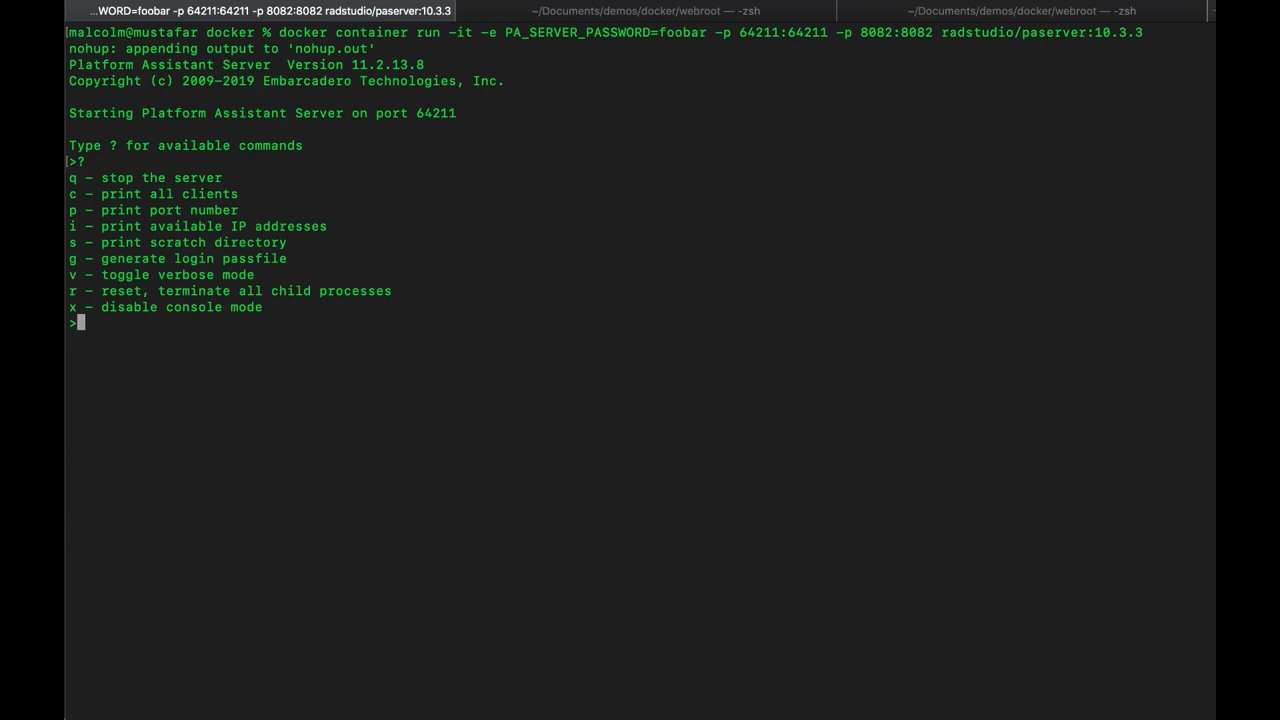 ...WORD=foobar -p 64211:64211 -p 8082:8082 radstudio/paserver:10.3.3
~/Documents/demos/docker/webroot — -zsh
~/Documents/demos/docker/webroot — -zsh
[malcolm@mustafar docker % docker container run -it -e PA_SERVER_PASSWORD=foobar -p 64211:64211 -p 8082:8082 radstudio/paserver:10.3.3
nohup: appending output to 'nohup.out'
Platform Assistant Server  Version 11.2.13.8
Copyright (c) 2009-2019 Embarcadero Technologies, Inc.
Starting Platform Assistant Server on port 64211
Type ? for available commands
[>?
q - stop the server
c - print all clients
p - print port number
i - print available IP addresses
s - print scratch directory
g - generate login passfile
v - toggle verbose mode
r - reset, terminate all child processes
x - disable console mode
>